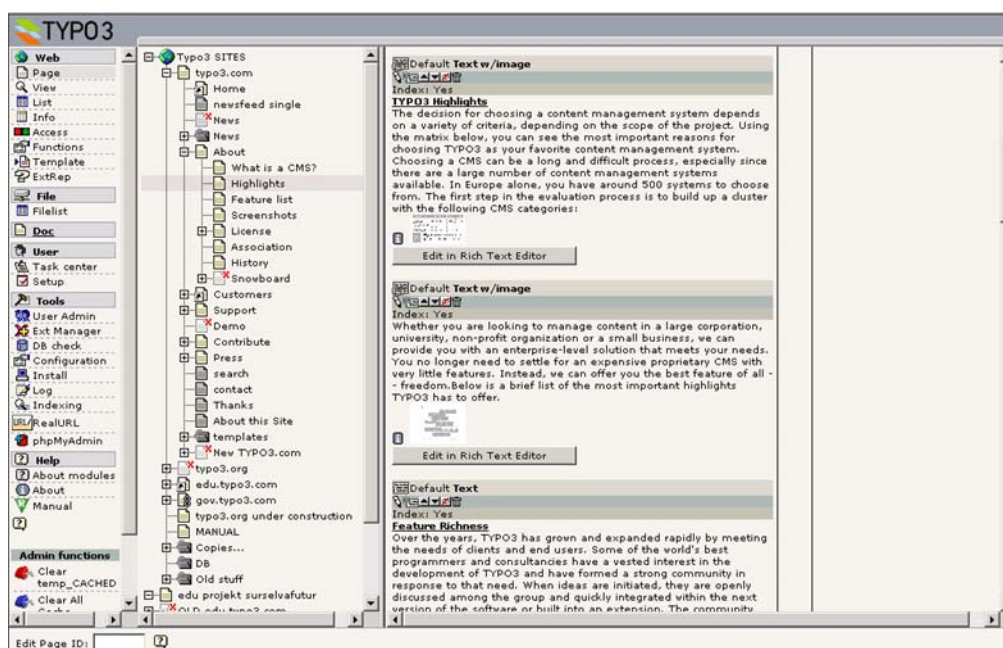 TYPO3
Web
Page
View
List
Info
Access
Functions
Template
ExtRep
File
Filelist
Doc
User
Task center
Setup
Tools
User Admin
Ext Manager
DB check
Configuration
Install
Log
Indexing
URL/RealURL
phpMyAdmin
Help
About modules
About
Manual
Admin functions
Clear
temp_CACHED
Clear All
Cache
Typo3 SITES
typo3.com
Home
newsfeed single
News
News
About
What is a CMS?
Highlights
Feature list
Screenshots
License
Association
History
Snowboard
Customers
Support
Demo
Contribute
Press
search
contact
Thanks
About this Site
templates
New TYPO3.com
typo3.org
edu.typo3.com
gov.typo3.com
typo3.org under construction
MANUAL
Copies...
DB
Old stuff
edu projekt surselvafutur
OLD edu.typo3.com
Default Text w/image
Index: Yes
TYPO3 Highlights
The decision for choosing a content management system depends
on a variety of criteria, depending on the scope of the project. Using
the matrix below, you can see the most important reasons for
choosing TYPO3 as your favorite content management system.
Choosing a CMS can be a long and difficult process, especially since
there are a large number of content management systems
available. In Europe alone, you have around 500 systems to choose
from. The first step in the evaluation process is to build up a cluster
with the following CMS categories:
Edit in Rich Text Editor
Default Text w/image
Index: Yes
Whether you are looking to manage content in a large corporation,
university, non-profit organization or a small business, we can
provide you with an enterprise-level solution that meets your needs.
You no longer need to settle for an expensive proprietary CMS with
very little features. Instead, we can offer you the best feature of all -
- freedom.Below is a brief list of the most important highlights
TYPO3 has to offer.
Edit in Rich Text Editor
Default Text
Index: Yes
Feature Richness
Over the years, TYPO3 has grown and expanded rapidly by meeting
the needs of clients and end users. Some of the world's best
programmers and consultancies have a vested interest in the
development of TYPO3 and have formed a strong community in
response to that need. When ideas are initiated, they are openly
discussed among the group and quickly integrated within the next
version of the software or built into an extension. The community
Edit Page ID: